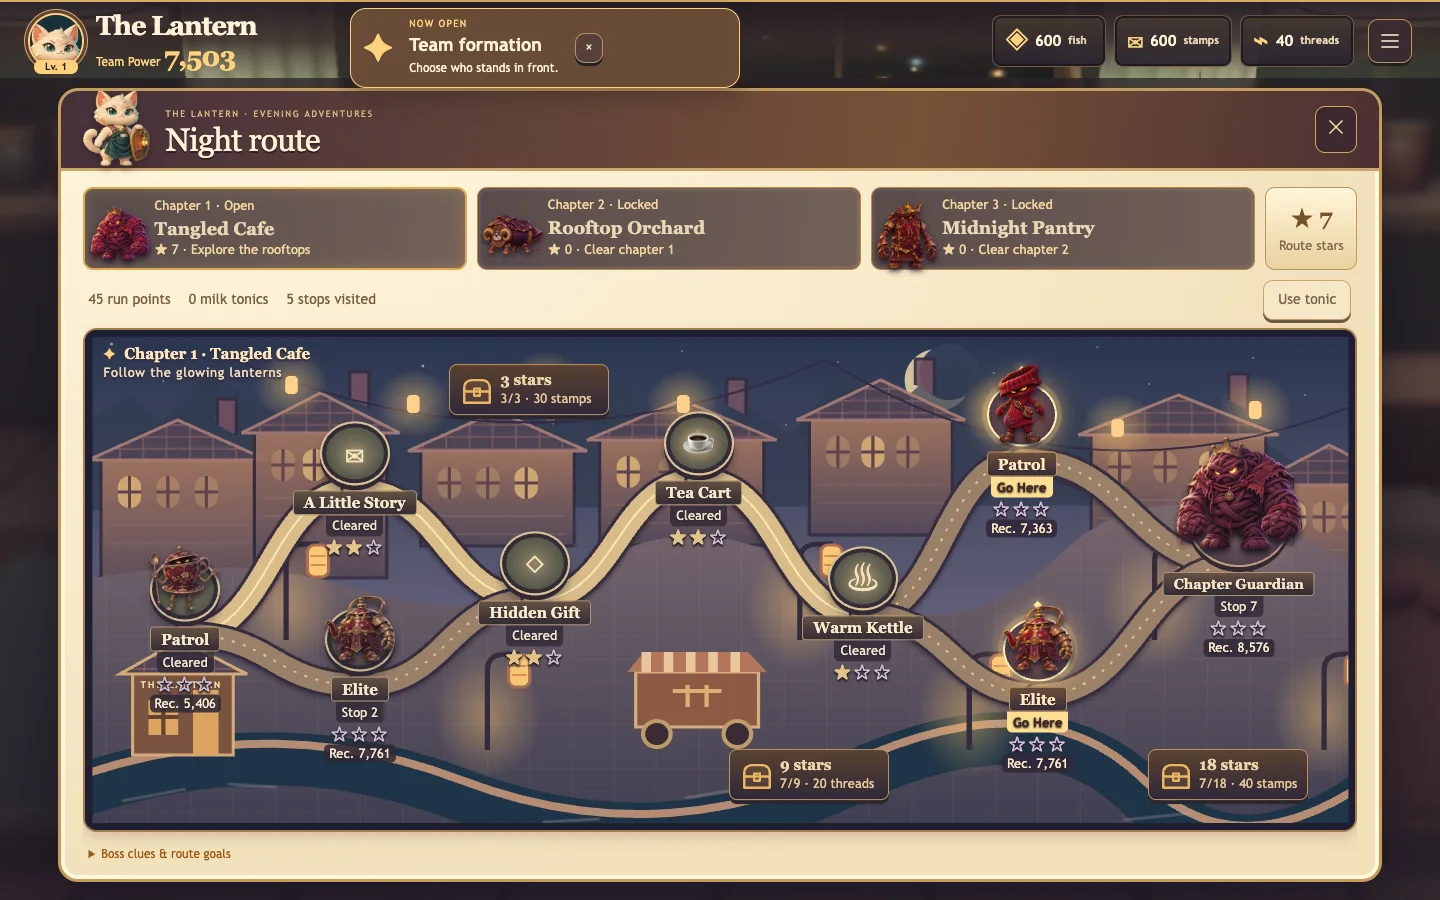 The Lantern
Lv. 1
Team Power 7,503
NOW OPEN
Team formation
Choose who stands in front.
×
600 fish
600 stamps
40 threads
THE LANTERN · EVENING ADVENTURES
Night route
Chapter 1 · Open
Tangled Cafe
★ 7 · Explore the rooftops
Chapter 2 · Locked
Rooftop Orchard
★ 0 · Clear chapter 1
Chapter 3 · Locked
Midnight Pantry
★ 0 · Clear chapter 2
★ 7
Route stars
45 run points
0 milk tonics
5 stops visited
Use tonic
Chapter 1 · Tangled Cafe
Follow the glowing lanterns
3 stars
3/3 · 30 stamps
A Little Story
Cleared
Tea Cart
Cleared
Patrol
Go Here
Rec. 7,363
Hidden Gift
Cleared
Warm Kettle
Cleared
Chapter Guardian
Stop 7
Rec. 8,576
Patrol
Cleared
Rec. 5,406
Elite
Stop 2
Rec. 7,761
Elite
Go Here
Rec. 7,761
9 stars
7/9 · 20 threads
18 stars
7/18 · 40 stamps
Boss clues & route goals